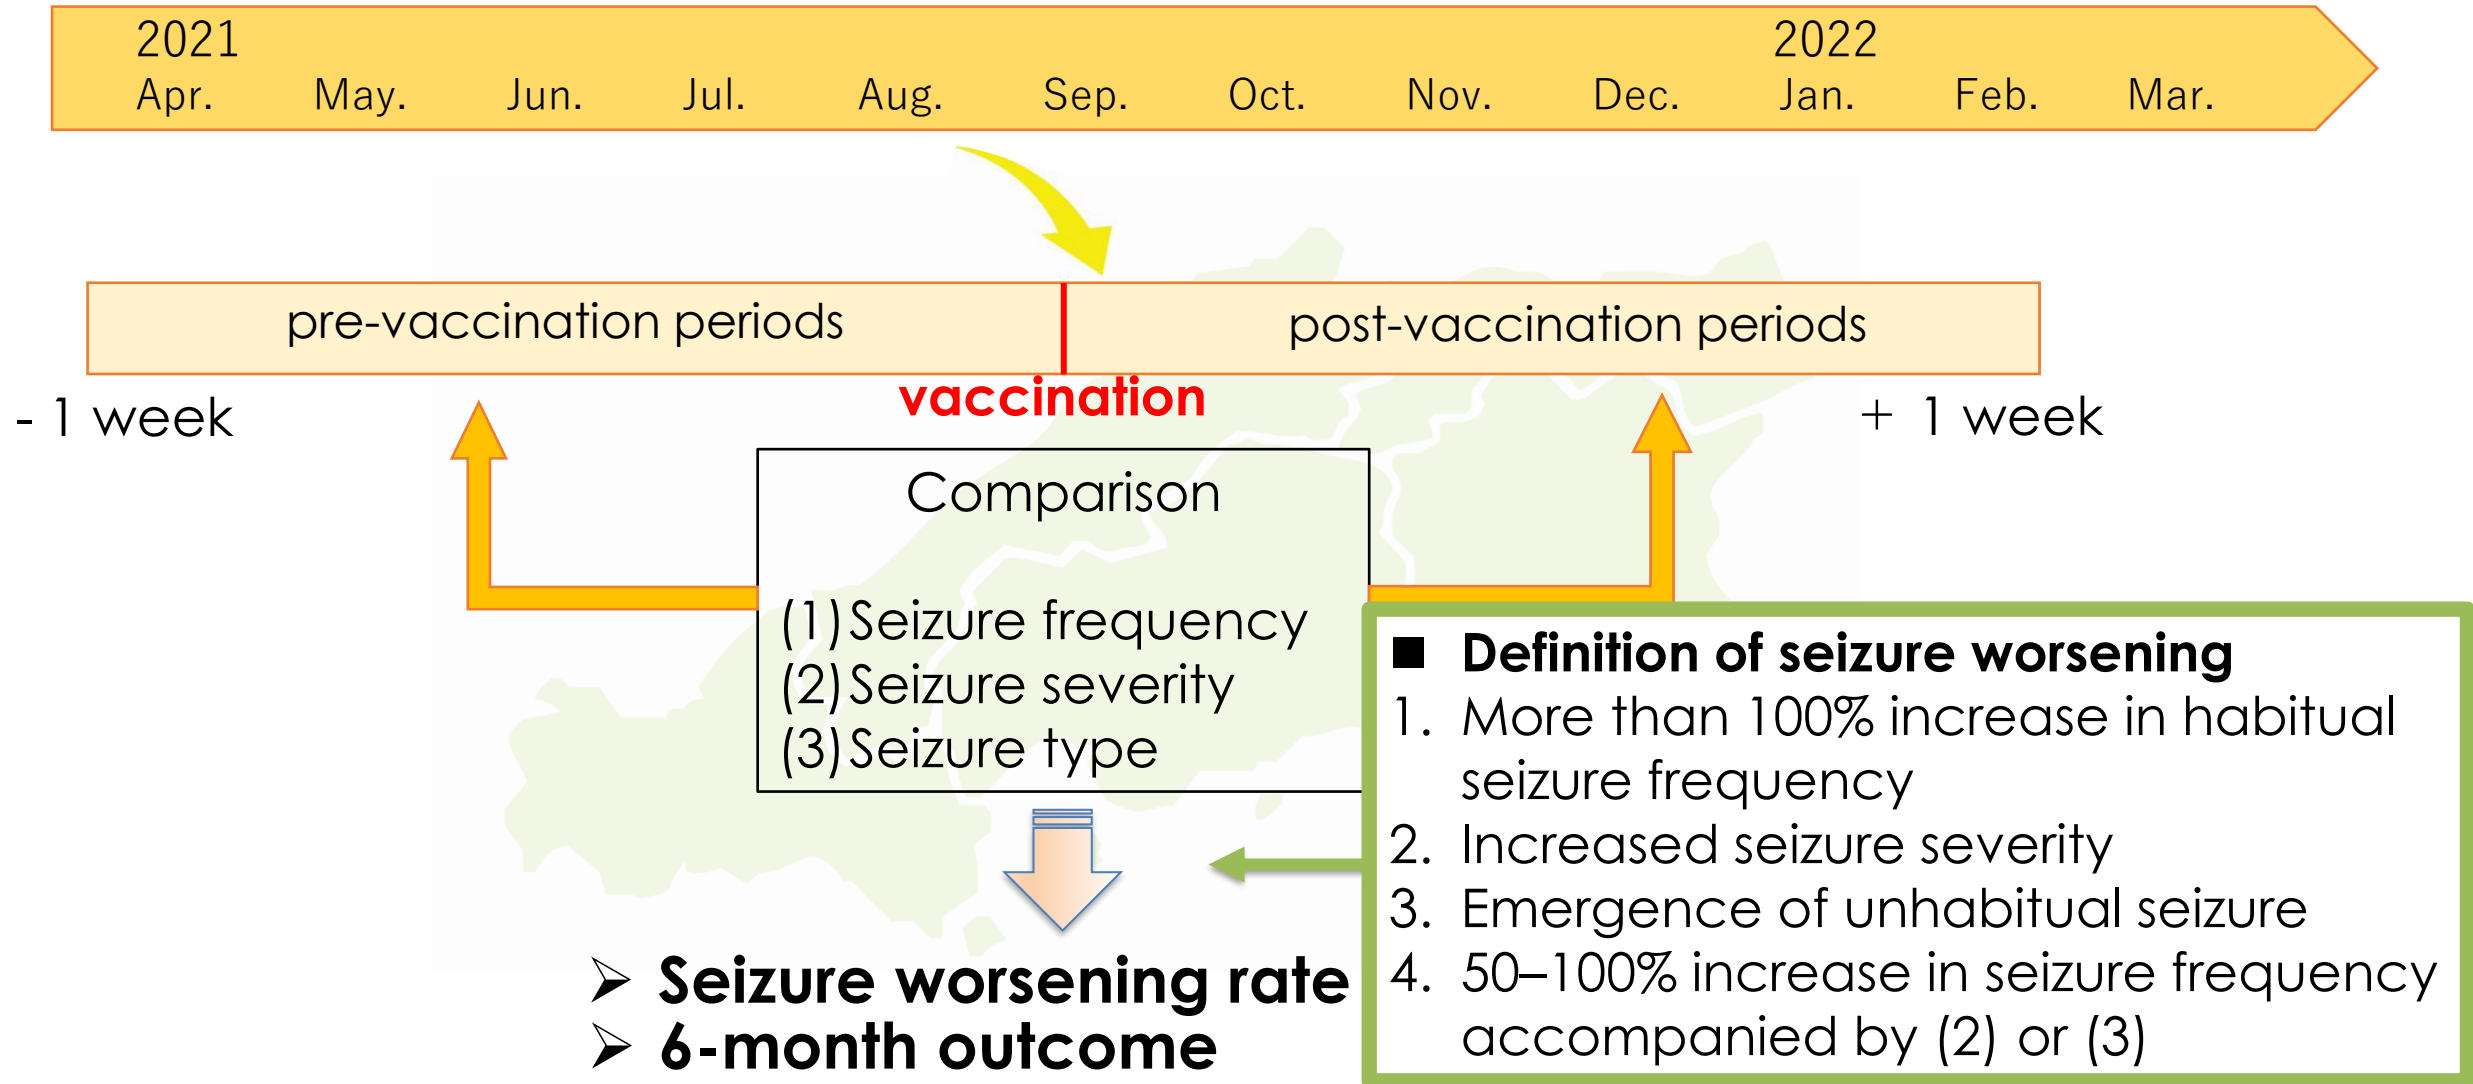 2021
2022
Apr. May. Jun. Jul. Aug. Sep. Oct. Nov. Dec. Jan. Feb. Mar.
pre-vaccination periods
post-vaccination periods
vaccination
- 1 week
+ 1 week
Comparison
(1) Seizure frequency
(2) Seizure severity
(3) Seizure type
■ Definition of seizure worsening
1. More than 100% increase in habitual
seizure frequency
2. Increased seizure severity
3. Emergence of unhabitual seizure
4. 50–100% increase in seizure frequency
accompanied by (2) or (3)
➢ Seizure worsening rate
➢ 6-month outcome